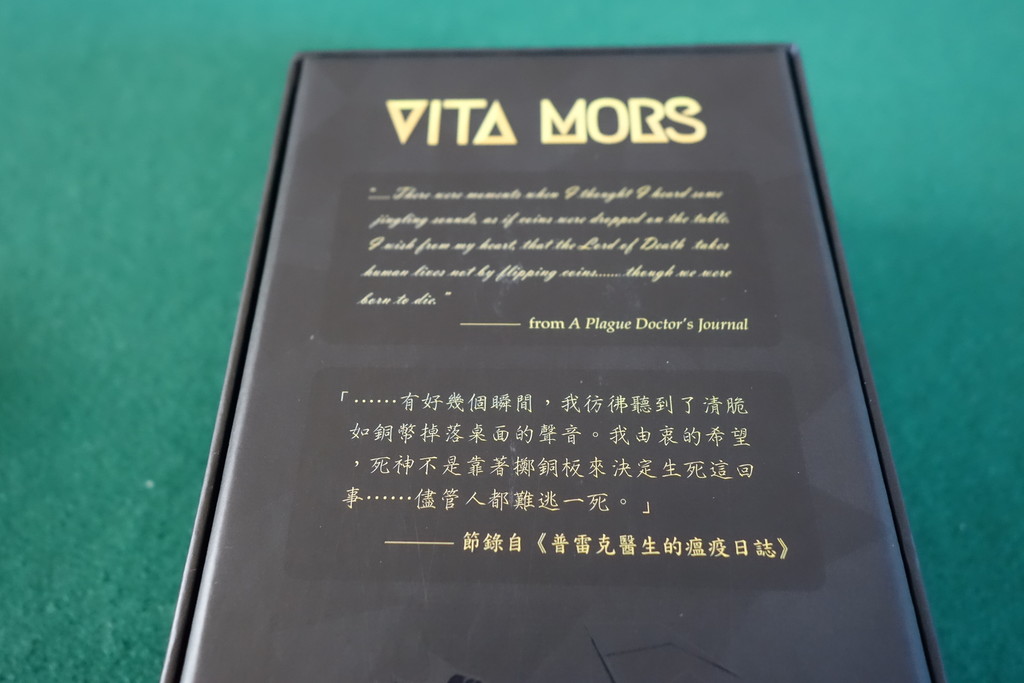 VITA MORS
"......There were moments when I thought I heard some
jingling sounds, as if coins were dropped on the table.
I wish from my heart, that the Lord of Death takes
human lives not by flipping coins...... though we were
born to die."
—— from A Plague Doctor's Journal
「⋯⋯有好幾個瞬間，我彷彿聽到了清脆
如銅幣掉落桌面的聲音。我由衷的希望
，死神不是靠著擲銅板來決定生死這回
事⋯⋯儘管人都難逃一死。」
—— 節錄自《普雷克醫生的瘟疫日誌》